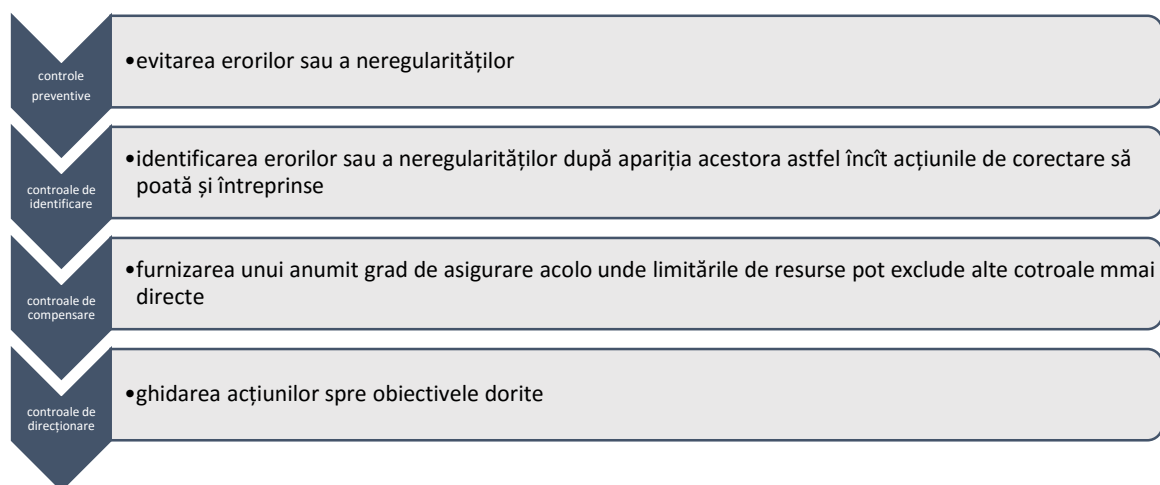 controle
preventive
•evitarea erorilor sau a neregularităților
controale de
identificare
•identificarea erorilor sau a neregularităților după apariția acestora astfel încît acțiunile de corectare să
poată și întreprinse
controale de
compensare
•furnizarea unui anumit grad de asigurare acolo unde limitările de resurse pot exclude alte cotroale mmai
directe
controale de
direcționare
•ghidarea acțiunilor spre obiectivele dorite